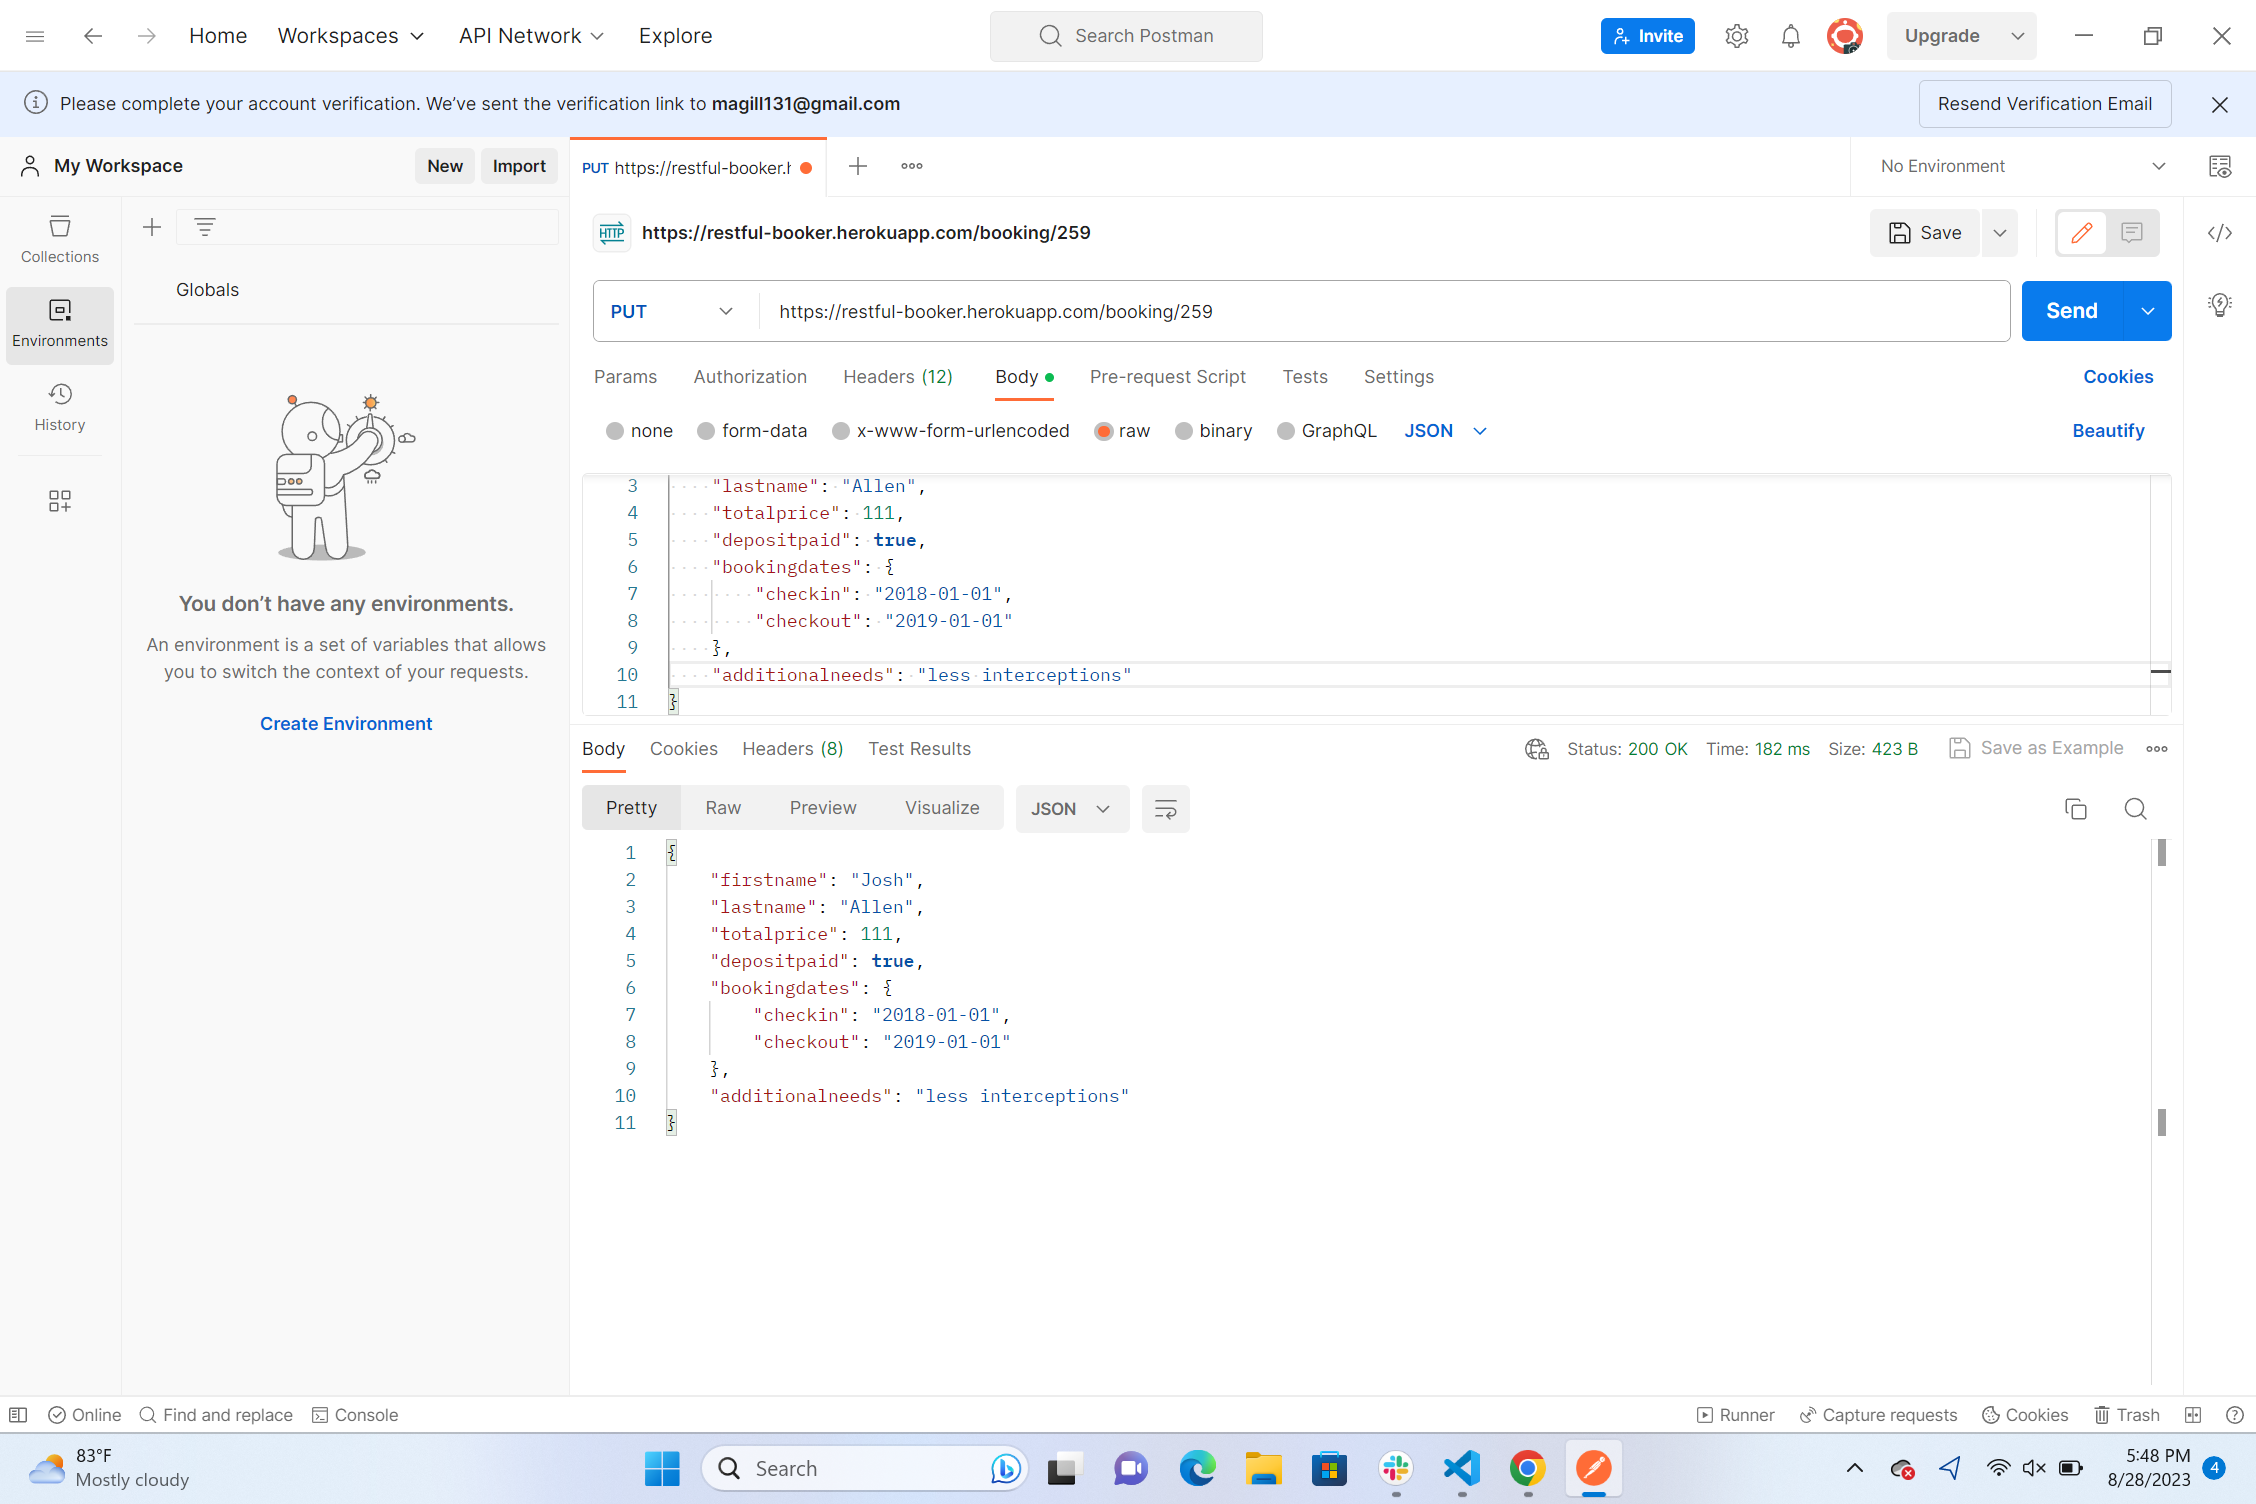 Home Workspaces API Network Explore Search Postman Invite Upgrade
Please complete your account verification. We've sent the verification link to magill131@gmail.com Resend Verification Email
My Workspace New Import PUT https://restful-booker.h No Environment
Collections
Environments
History
Globals
You don't have any environments.
An environment is a set of variables that allows
you to switch the context of your requests.
Create Environment
HTTP https://restful-booker.herokuapp.com/booking/259 Save
PUT https://restful-booker.herokuapp.com/booking/259 Send
Params Authorization Headers (12) Body Pre-request Script Tests Settings Cookies
none form-data x-www-form-urlencoded raw binary GraphQL JSON Beautify
3 "lastname": "Allen",
4 "totalprice": 111,
5 "depositpaid": true,
6 "bookingdates": {
7 "checkin": "2018-01-01",
8 "checkout": "2019-01-01"
9 },
10 "additionalneeds": "less interceptions"
11 }
Body Cookies Headers (8) Test Results Status: 200 OK Time: 182 ms Size: 423 B Save as Example
Pretty Raw Preview Visualize JSON
1 {
2 "firstname": "Josh",
3 "lastname": "Allen",
4 "totalprice": 111,
5 "depositpaid": true,
6 "bookingdates": {
7 "checkin": "2018-01-01",
8 "checkout": "2019-01-01"
9 },
10 "additionalneeds": "less interceptions"
11 }
Online Find and replace Console Runner Capture requests Cookies Trash
83°F
Mostly cloudy
Search
5:48 PM
8/28/2023
4